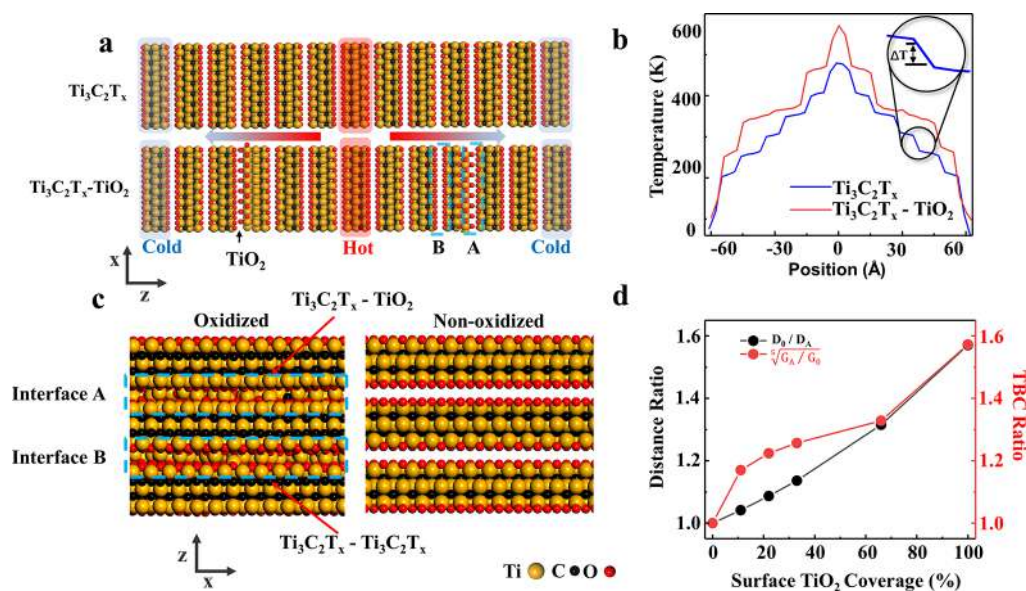 a
Ti₃C₂Tₓ
Ti₃C₂Tₓ-TiO₂
Cold
TiO₂
Hot
B
A
Cold
x
z
b
Temperature (K)
600
400
200
0
ΔT
Ti₃C₂Tₓ
Ti₃C₂Tₓ - TiO₂
-60 -30 0 30 60
Position (Å)
c
Ti₃C₂Tₓ - TiO₂
Oxidized
Non-oxidized
Interface A
Interface B
Ti₃C₂Tₓ - Ti₃C₂Tₓ
z
x
Ti C O
d
Distance Ratio
1.6
1.4
1.2
1.0
D₀ / D_A
⁵√G_A / G₀
1.6
1.4
1.2
1.0
TBC Ratio
0 20 40 60 80 100
Surface TiO₂ Coverage (%)